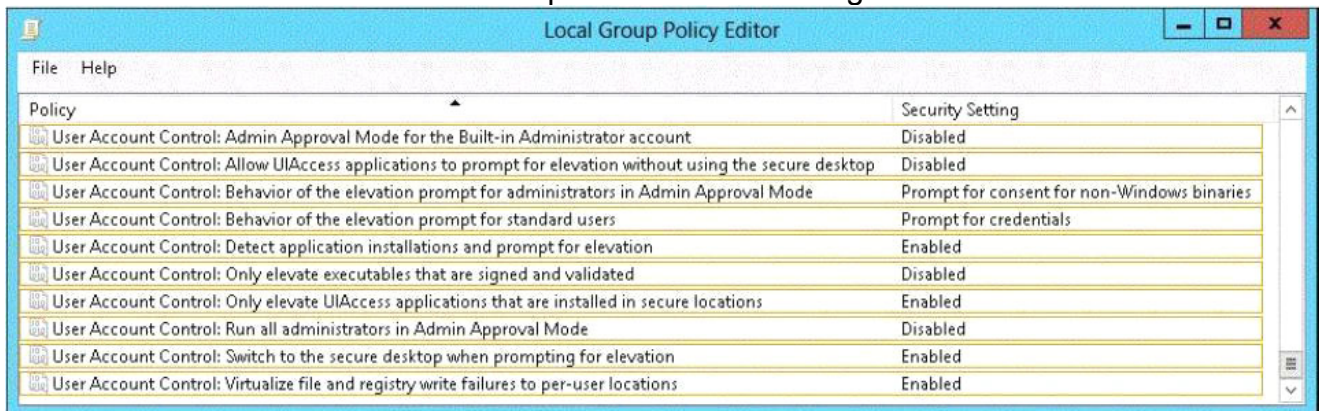 Local Group Policy Editor
File Help
Policy Security Setting
User Account Control: Admin Approval Mode for the Built-in Administrator account Disabled
User Account Control: Allow UIAccess applications to prompt for elevation without using the secure desktop Disabled
User Account Control: Behavior of the elevation prompt for administrators in Admin Approval Mode Prompt for consent for non-Windows binaries
User Account Control: Behavior of the elevation prompt for standard users Prompt for credentials
User Account Control: Detect application installations and prompt for elevation Enabled
User Account Control: Only elevate executables that are signed and validated Disabled
User Account Control: Only elevate UIAccess applications that are installed in secure locations Enabled
User Account Control: Run all administrators in Admin Approval Mode Disabled
User Account Control: Switch to the secure desktop when prompting for elevation Enabled
User Account Control: Virtualize file and registry write failures to per-user locations Enabled